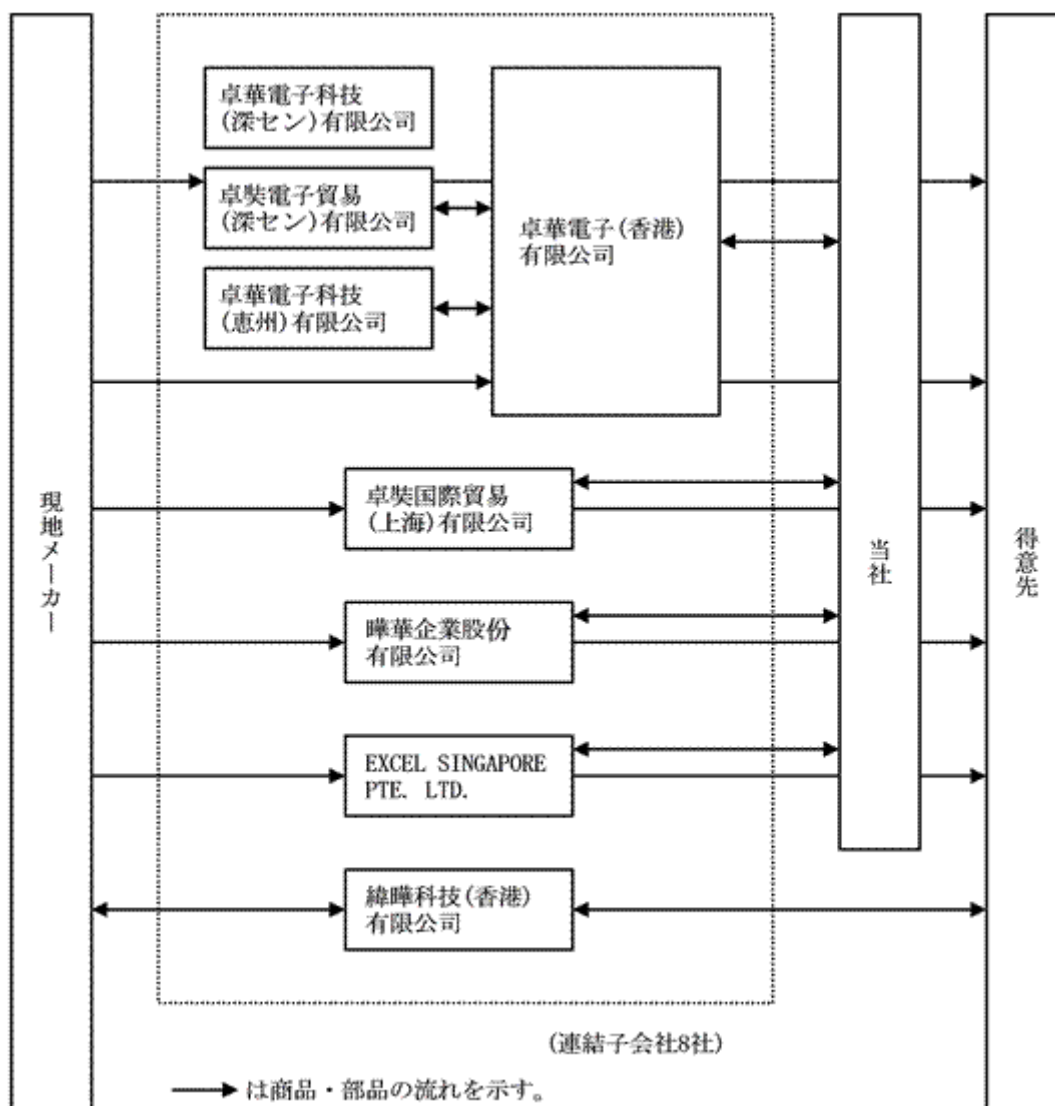 卓華電子科技
(深セン)有限公司
卓奘電子貿易
(深セン)有限公司
卓華電子科技
(恵州)有限公司
卓華電子(香港)
有限公司
現地メーカー
卓奘国際貿易
(上海)有限公司
曄華企業股份
有限公司
EXCEL SINGAPORE
PTE. LTD.
緯曄科技(香港)
有限公司
当社
得意先
(連結子会社8社)
は商品・部品の流れを示す。